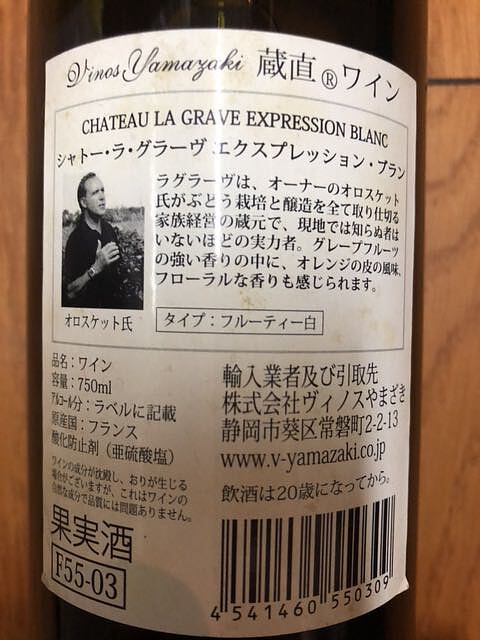 Vinos Yamazaki 蔵直®ワイン
CHATEAU LA GRAVE EXPRESSION BLANC
シャトー・ラ・グラーヴ エクスプレッション・ブラン
ラグラーヴは、オーナーのオロスケット
氏がぶどう栽培と醸造を全て取り仕切る
家族経営の蔵元で、現地では知らぬ者は
いないほどの実力者。グレープフルーツ
の強い香りの中に、オレンジの皮の風味、
フローラルな香りも感じられます。
オロスケット氏
タイプ：フルーティー白
品名：ワイン
容量：750ml
アルコール分：ラベルに記載
原産国：フランス
酸化防止剤（亜硫酸塩）
ワインの成分が沈殿し、おりが生じる
場合がございますが、これはワインの
自然な成分で品質には問題ありません。
果実酒
F55-03
輸入業者及び引取先
株式会社ヴィノスやまざき
静岡市葵区常磐町2-2-13
www.v-yamazaki.co.jp
飲酒は20歳になってから。
4 541460 550309